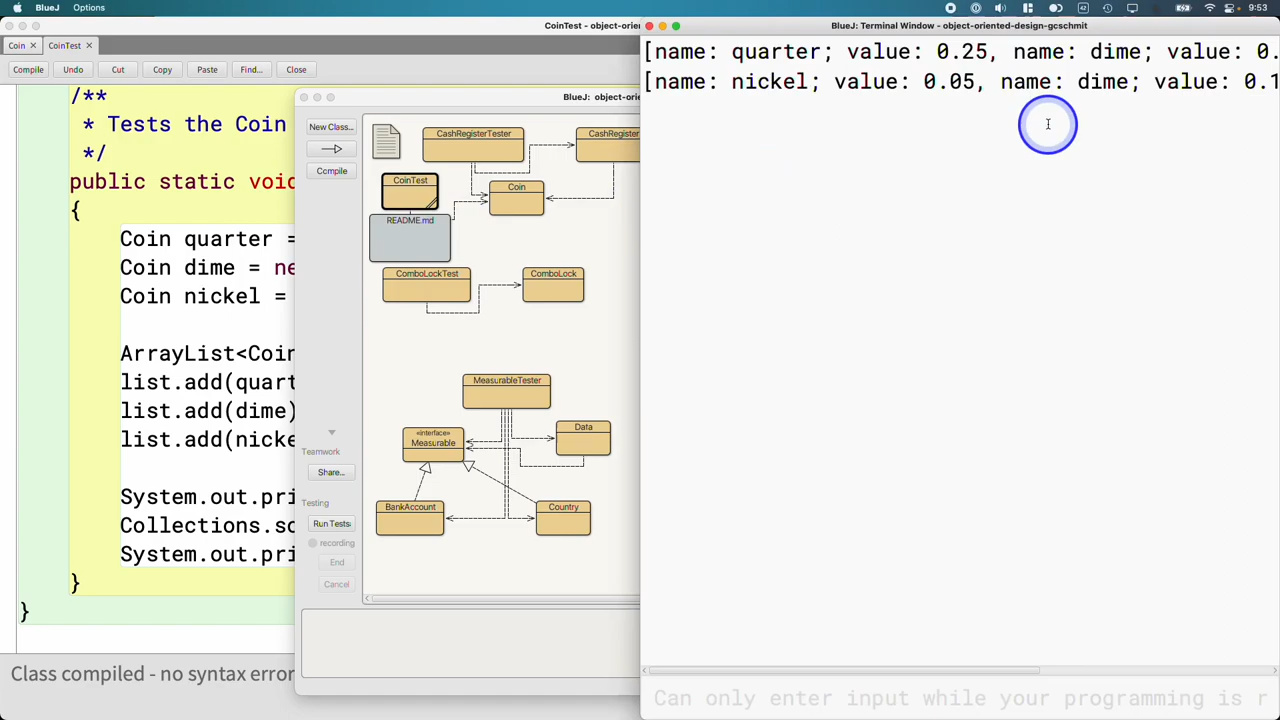 BlueJ Options
9:53
CoinTest - object-orien
Coin CoinTest
Compile Undo Cut Copy Paste Find... Close
/**
* Tests the Coin
*/
public static void
{
Coin quarter =
Coin dime = ne
Coin nickel =
ArrayList<Coin
list.add(quart
list.add(dime)
list.add(nicke
System.out.pri
Collections.so
System.out.pri
}
}
Class compiled - no syntax error
BlueJ: object-orie
New Class...
Compile
Teamwork
Share...
Testing
Run Tests
recording
End
Cancel
CashRegisterTester
CashRegister
CoinTest
Coin
README.md
ComboLockTest
ComboLock
MeasurableTester
«interface»
Measurable
Data
BankAccount
Country
BlueJ: Terminal Window - object-oriented-design-gcschmit
[name: quarter; value: 0.25, name: dime; value: 0.
[name: nickel; value: 0.05, name: dime; value: 0.1
Can only enter input while your programming is r